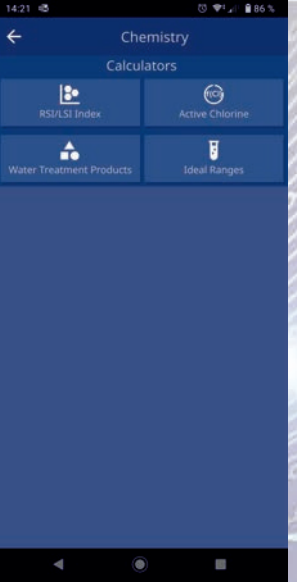 14:21
86 %
Chemistry
Calculators
RSI/LSI Index
Active Chlorine
Water Treatment Products
Ideal Ranges